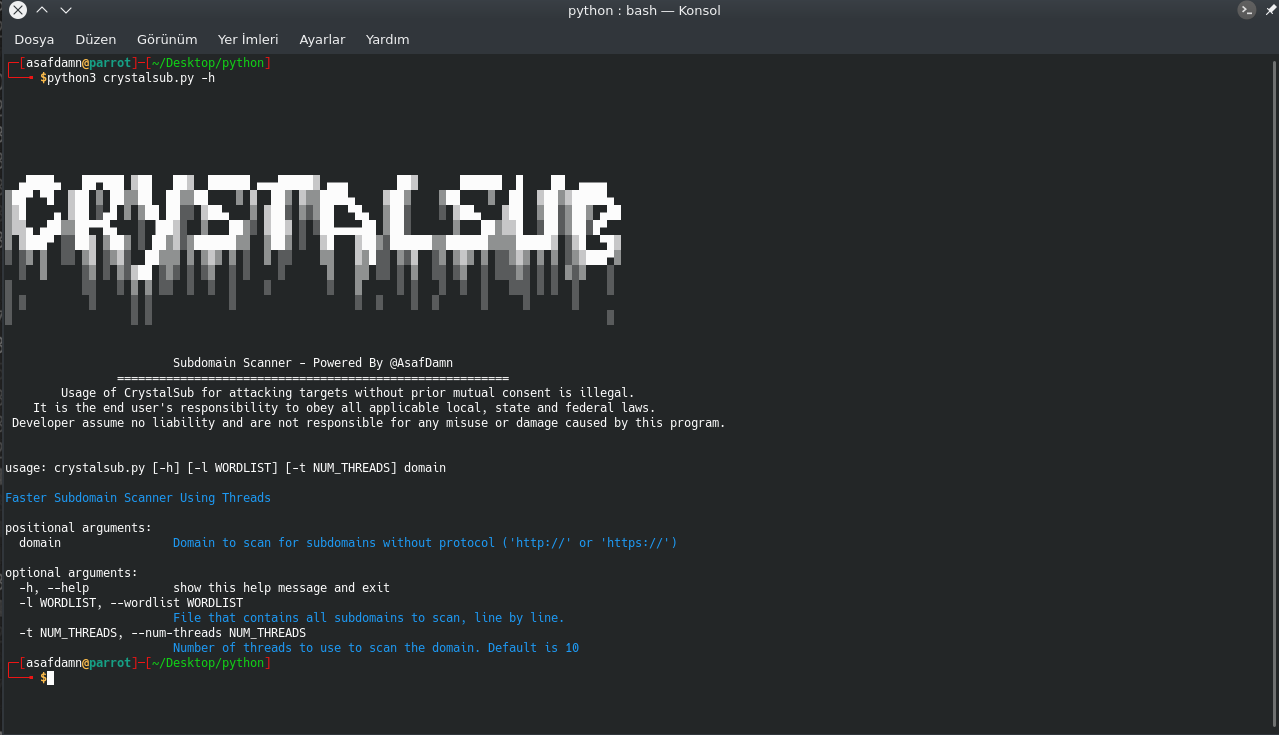 python : bash — Konsol
Dosya Düzen Görünüm Yer İmleri Ayarlar Yardım
┌─[asafdamn@parrot]─[~/Desktop/python]
└──╼ $python3 crystalsub.py -h
CRYSTALSUB
Subdomain Scanner - Powered By @AsafDamn
========================================================
Usage of CrystalSub for attacking targets without prior mutual consent is illegal.
It is the end user's responsibility to obey all applicable local, state and federal laws.
Developer assume no liability and are not responsible for any misuse or damage caused by this program.
usage: crystalsub.py [-h] [-l WORDLIST] [-t NUM_THREADS] domain
Faster Subdomain Scanner Using Threads
positional arguments:
domain Domain to scan for subdomains without protocol ('http://' or 'https://')
optional arguments:
-h, --help show this help message and exit
-l WORDLIST, --wordlist WORDLIST
File that contains all subdomains to scan, line by line.
-t NUM_THREADS, --num-threads NUM_THREADS
Number of threads to use to scan the domain. Default is 10
┌─[asafdamn@parrot]─[~/Desktop/python]
└──╼ $